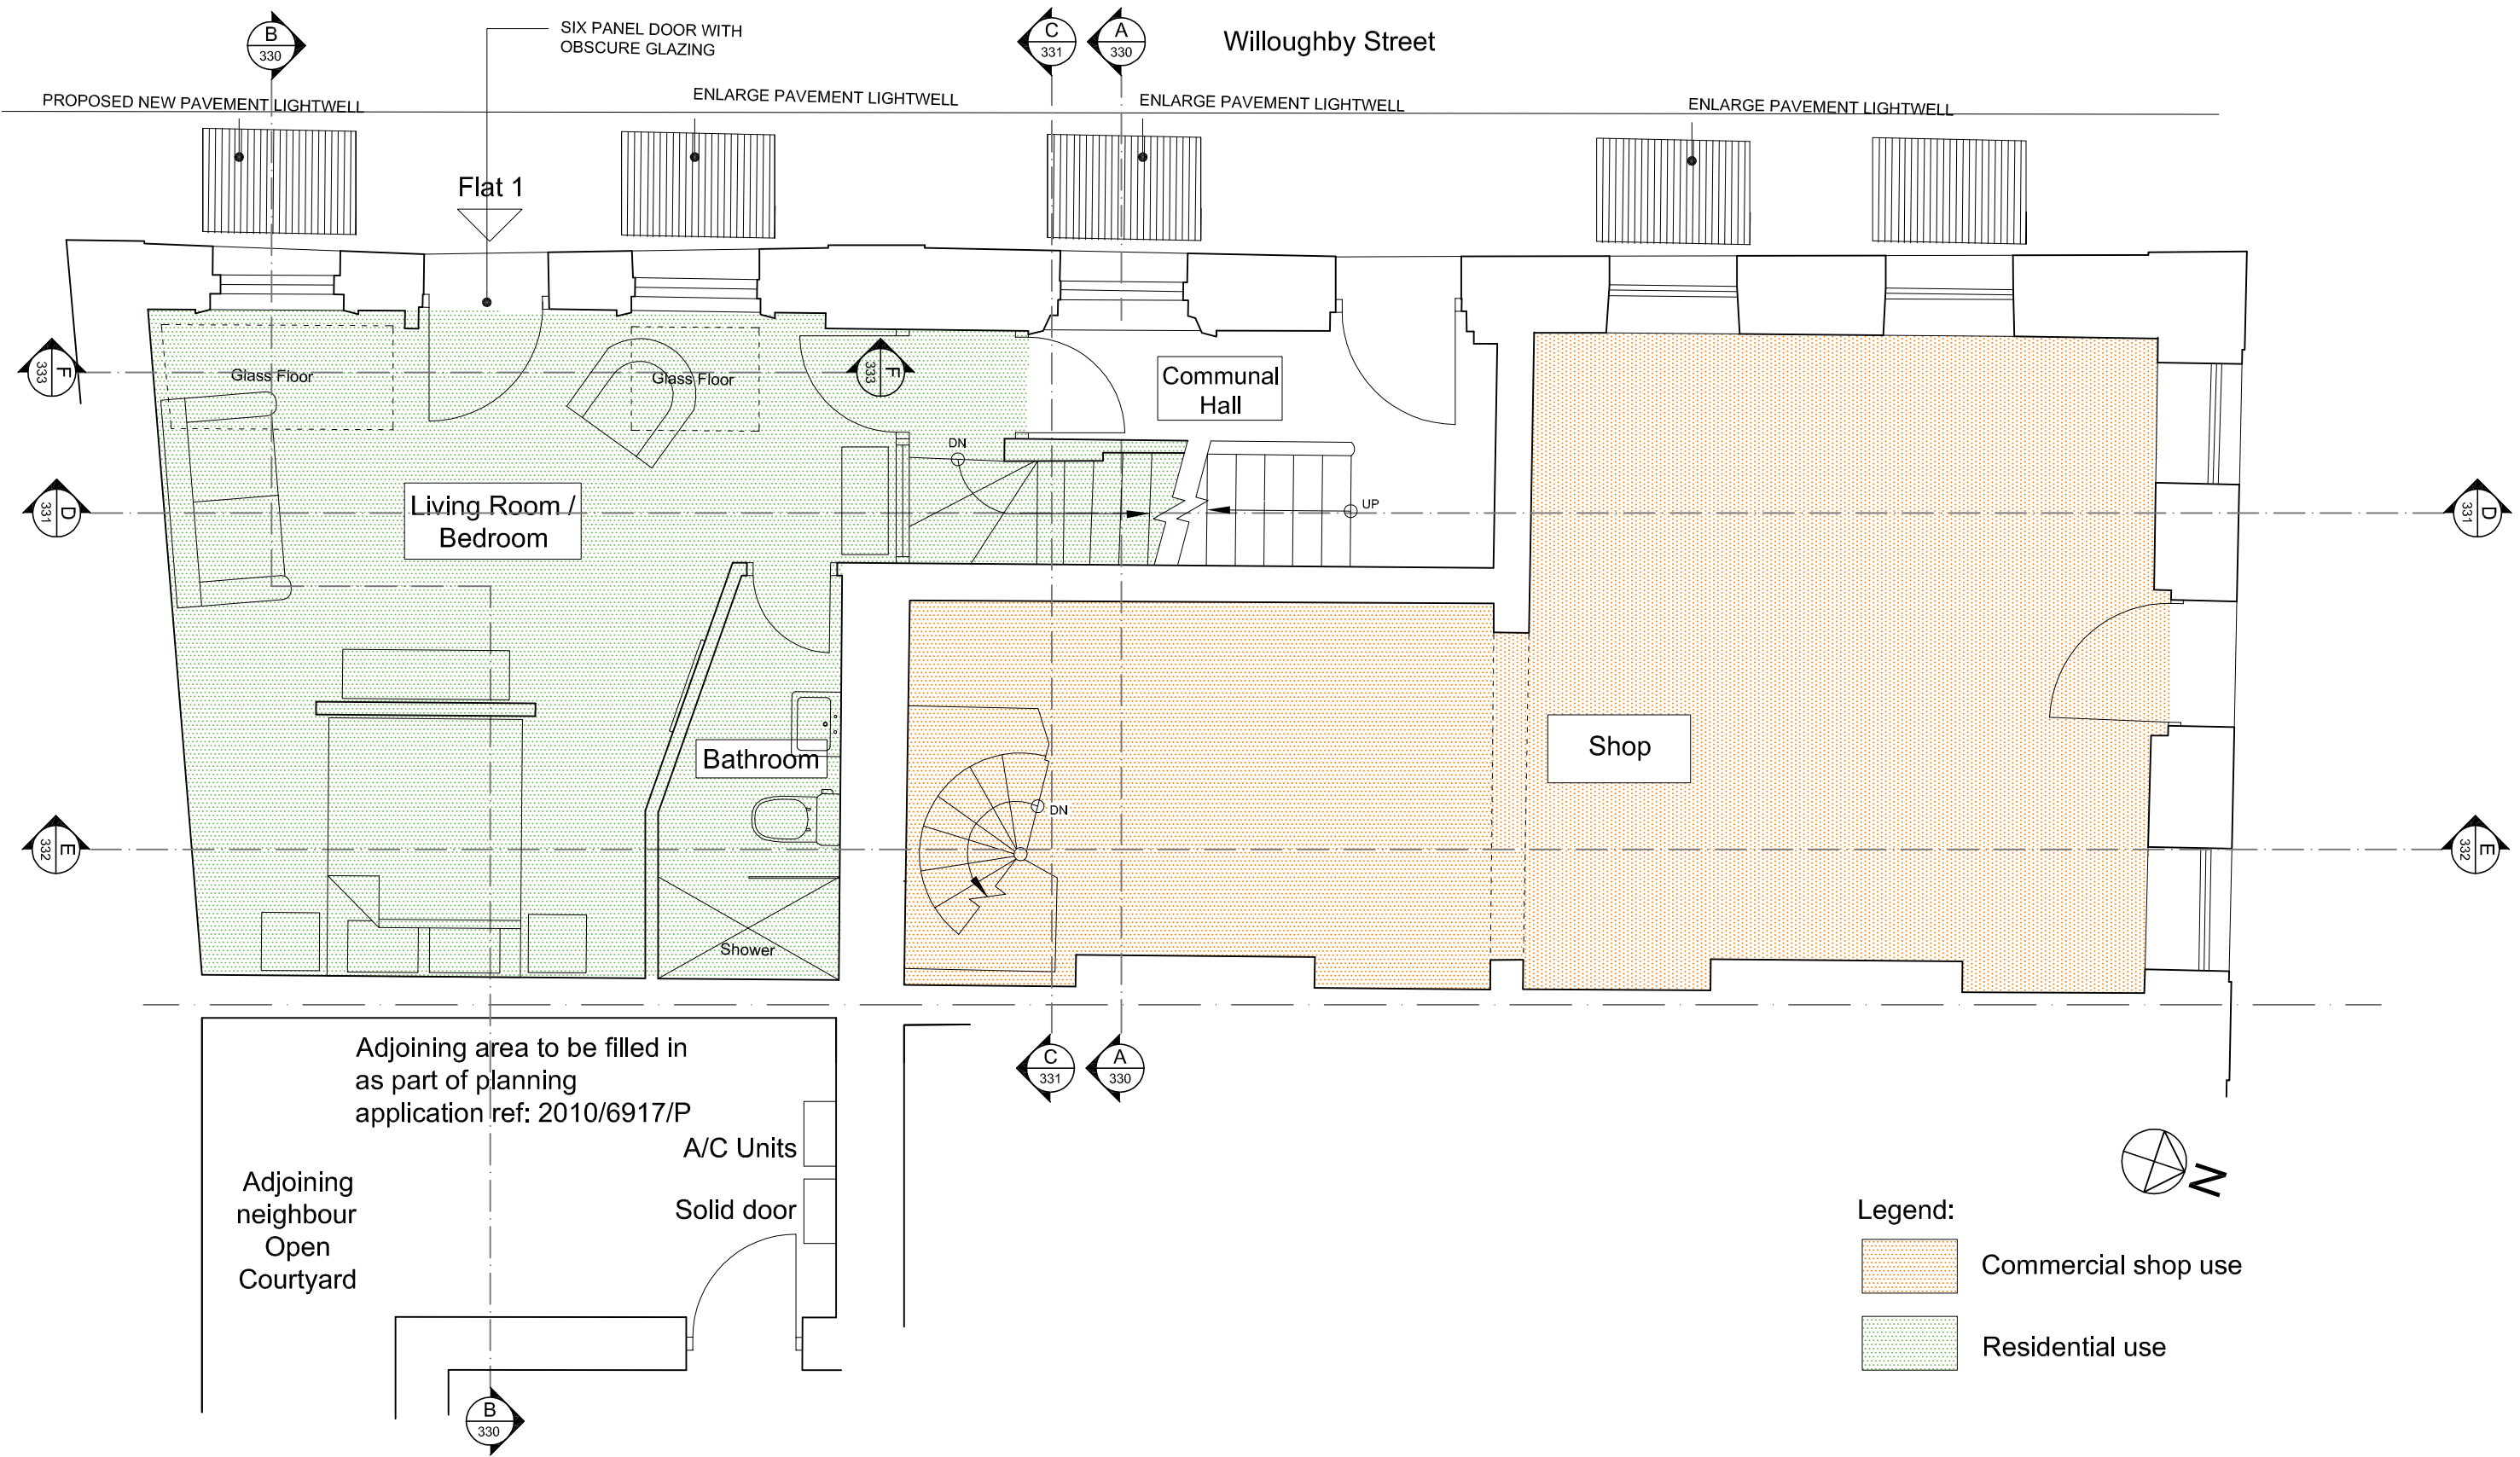 B
330
SIX PANEL DOOR WITH
OBSCURE GLAZING
C
331
A
330
Willoughby Street
PROPOSED NEW PAVEMENT LIGHTWELL
ENLARGE PAVEMENT LIGHTWELL
ENLARGE PAVEMENT LIGHTWELL
ENLARGE PAVEMENT LIGHTWELL
Flat 1
F
333
Glass Floor
Glass Floor
F
333
Communal
Hall
DN
UP
D
331
Living Room /
Bedroom
D
331
Bathroom
Shop
DN
E
332
E
332
Shower
Adjoining area to be filled in
as part of planning
application ref: 2010/6917/P
C
331
A
330
A/C Units
Solid door
Adjoining
neighbour
Open
Courtyard
N
Legend:
Commercial shop use
Residential use
B
330